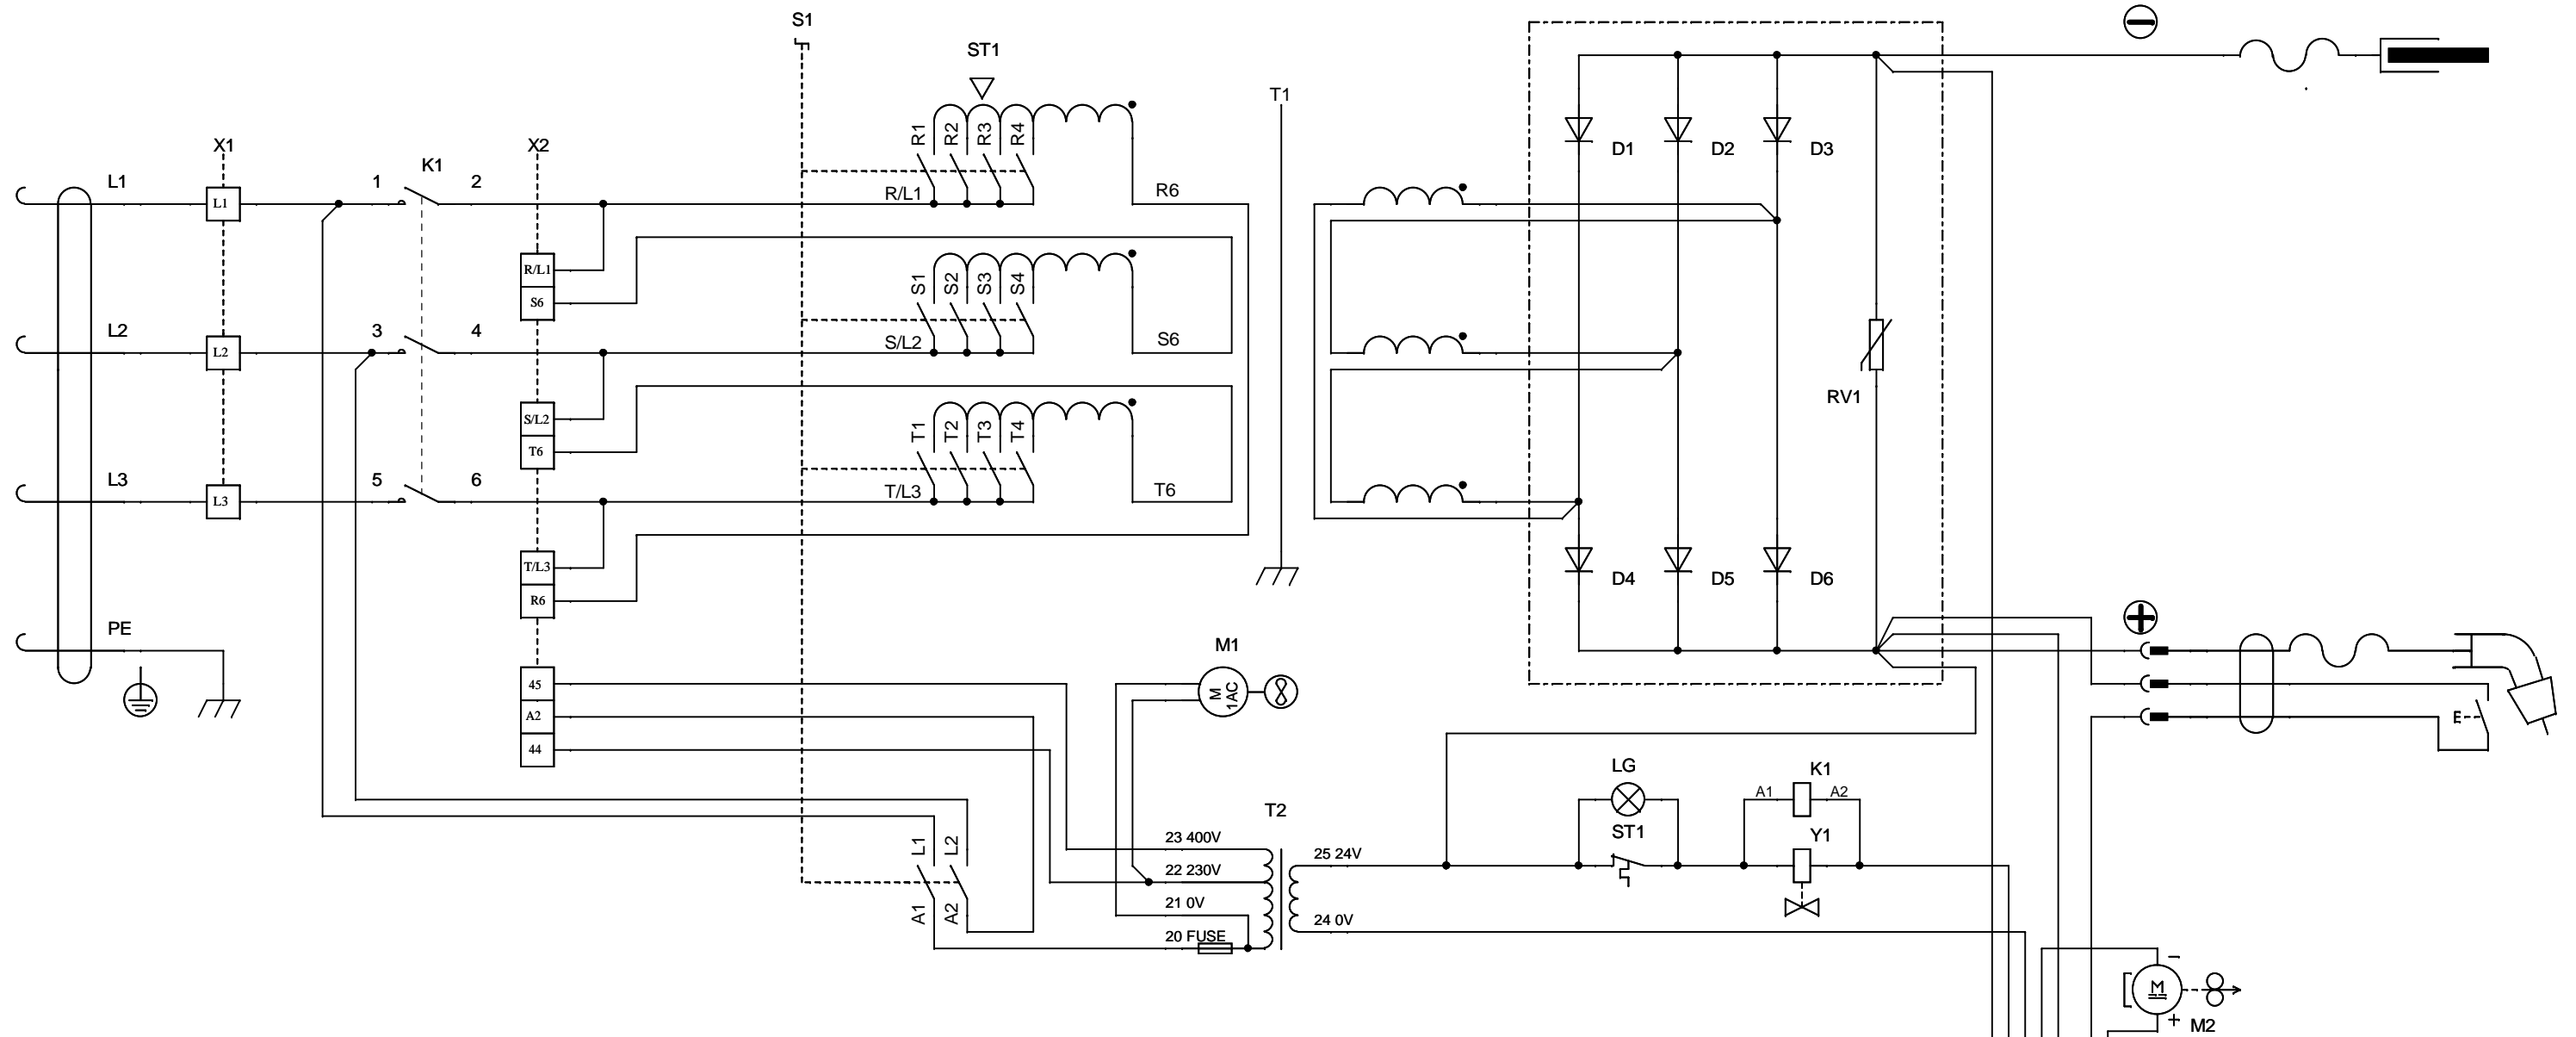 S1
ST1
T1
X1
K1
X2
L1
L1
1
2
R1
R2
R3
R4
R/L1
R6
D1
D2
D3
R/L1
S6
S1
S2
S3
S4
L2
L2
3
4
S/L2
S6
RV1
S/L2
T6
T1
T2
T3
T4
L3
L3
5
6
T/L3
T6
T/L3
R6
D4
D5
D6
PE
M1
M
1AC
45
A2
44
E
LG
K1
A1
A2
ST1
Y1
T2
L1
L2
A1
A2
23 400V
22 230V
21 0V
20 FUSE
25 24V
24 0V
-
M
+
M2